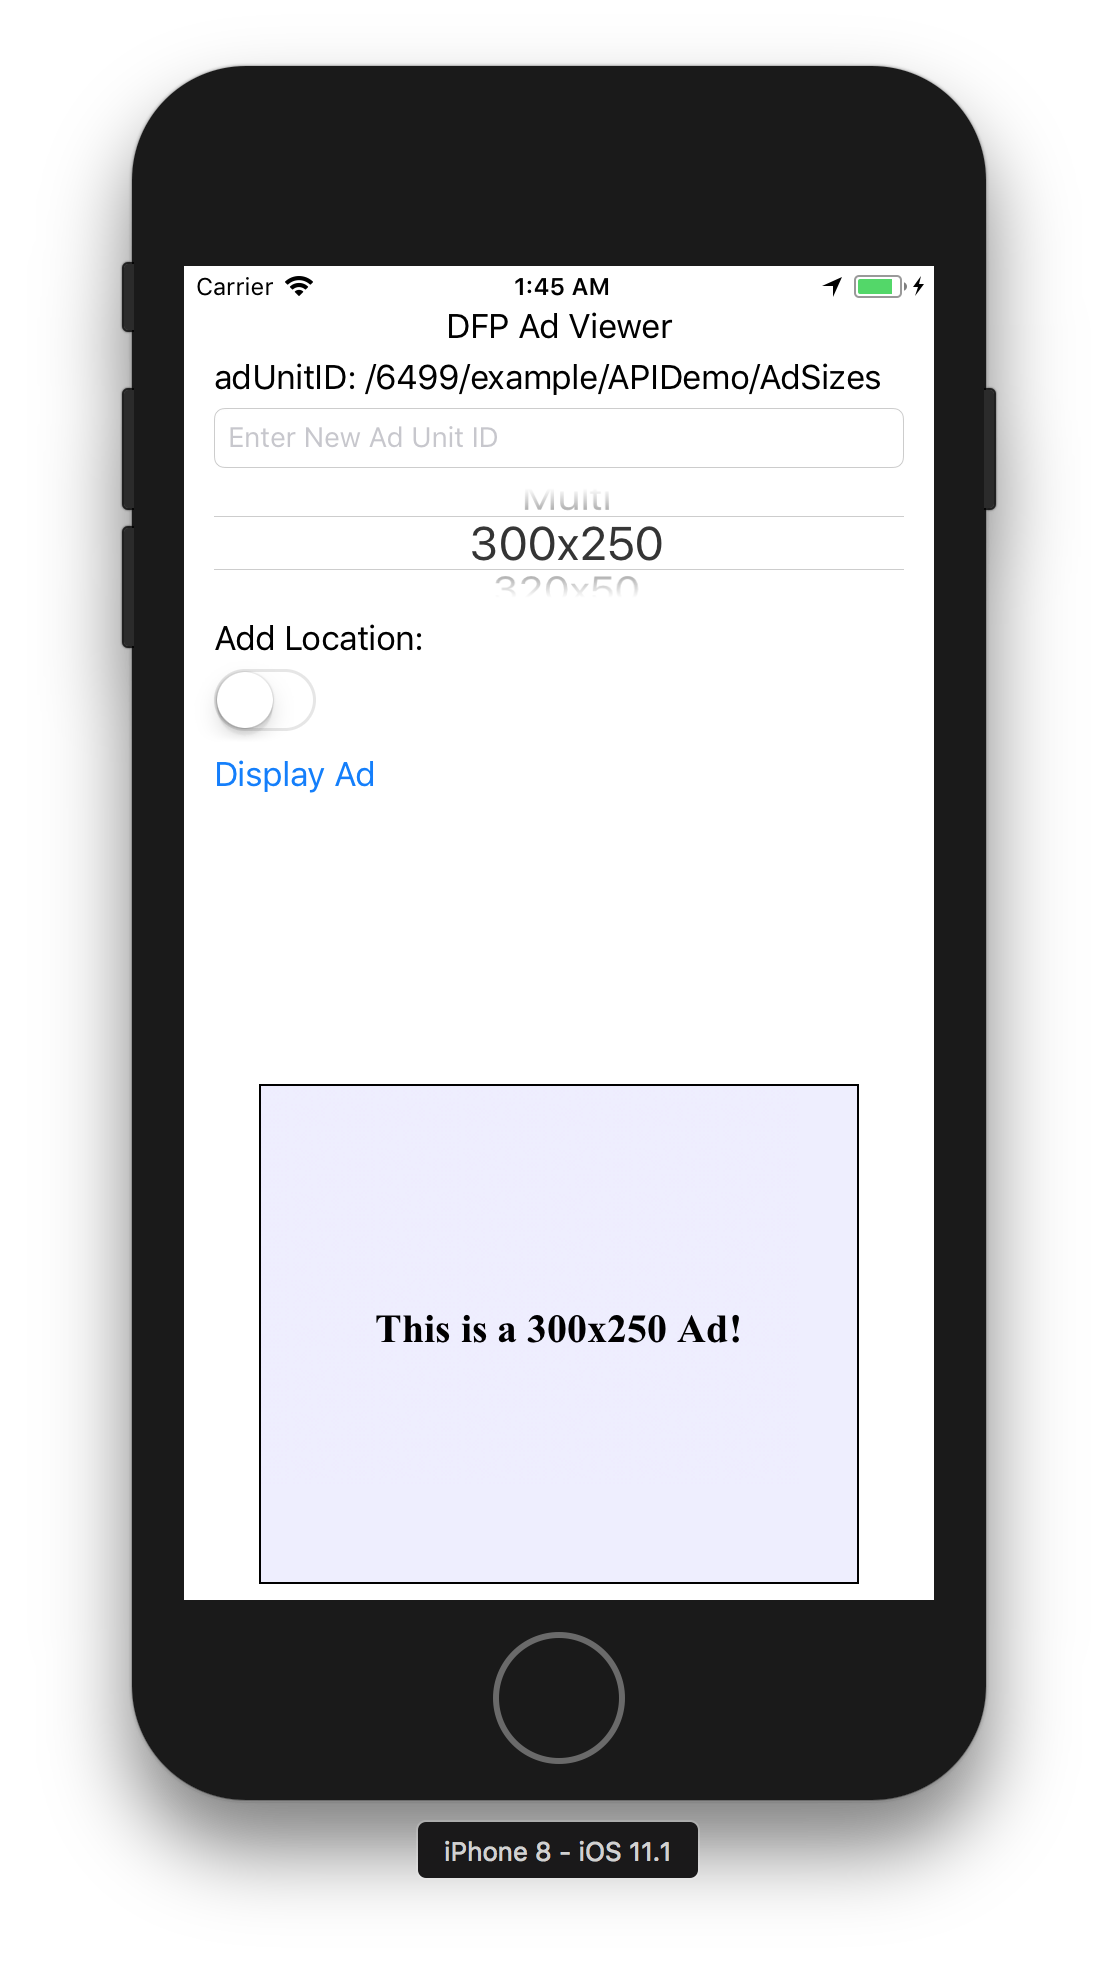 Carrier 1:45 AM
DFP Ad Viewer
adUnitID: /6499/example/APIDemo/AdSizes
Enter New Ad Unit ID
Multi
300x250
320x50
Add Location:
Display Ad
This is a 300x250 Ad!
iPhone 8 - iOS 11.1